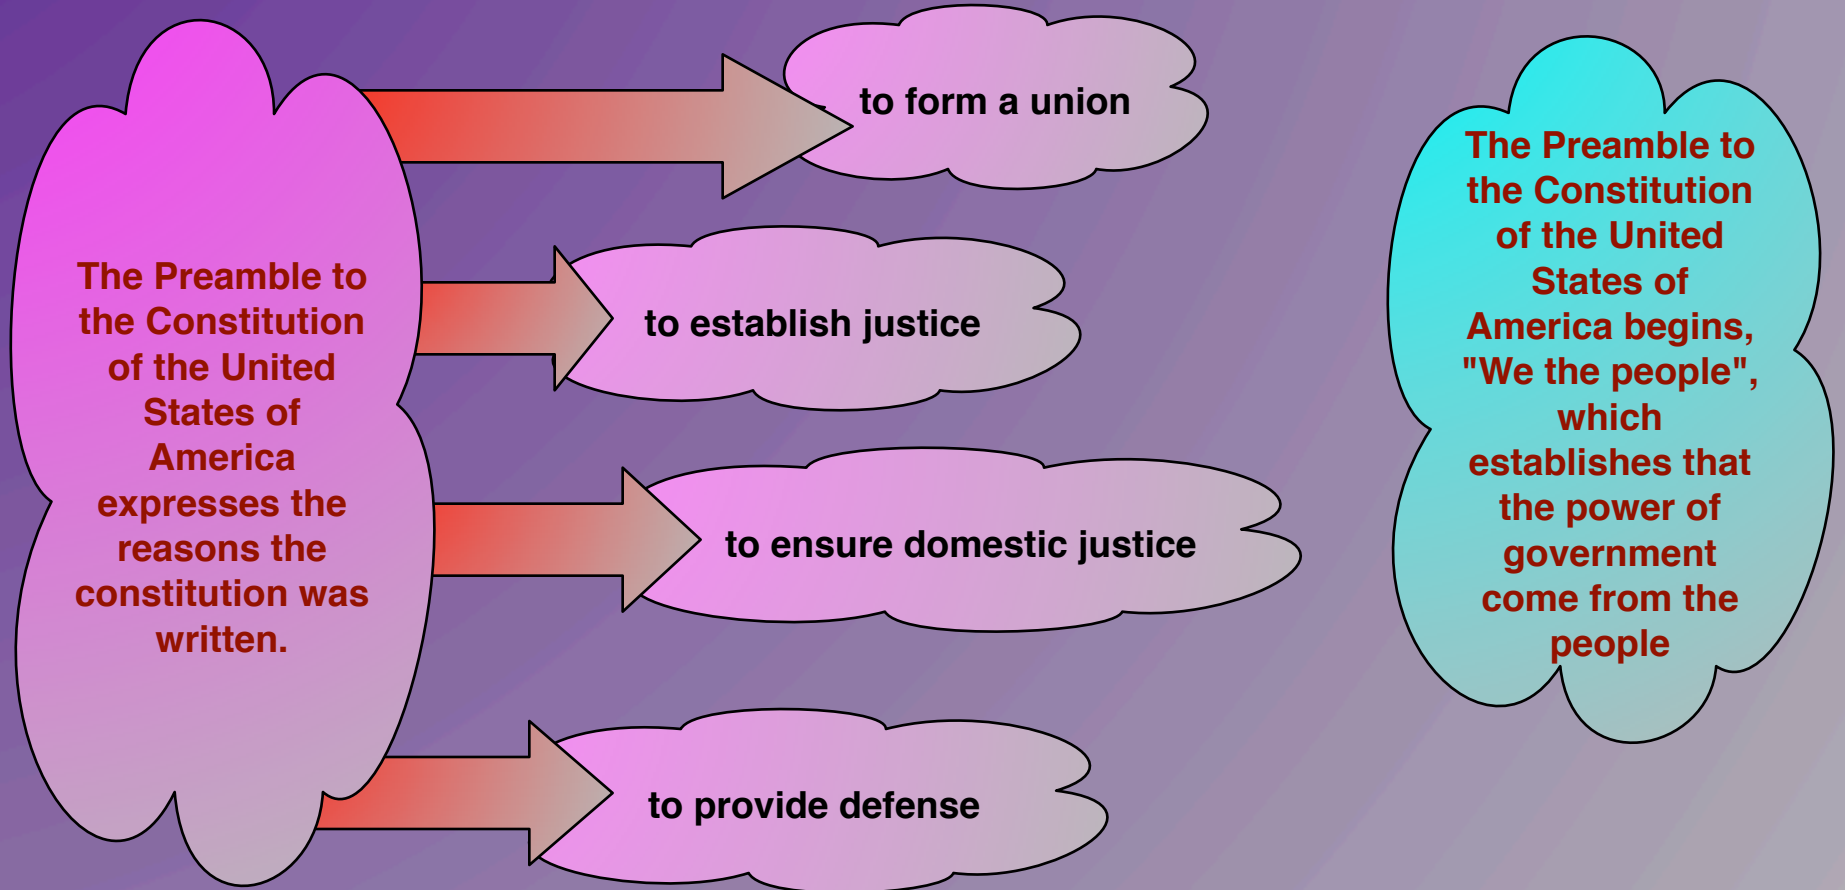 The Preamble to
the Constitution
of the United
States of
America
expresses the
reasons the
constitution was
written.
to form a union
to establish justice
to ensure domestic justice
to provide defense
The Preamble to
the Constitution
of the United
States of
America begins,
"We the people",
which
establishes that
the power of
government
come from the
people